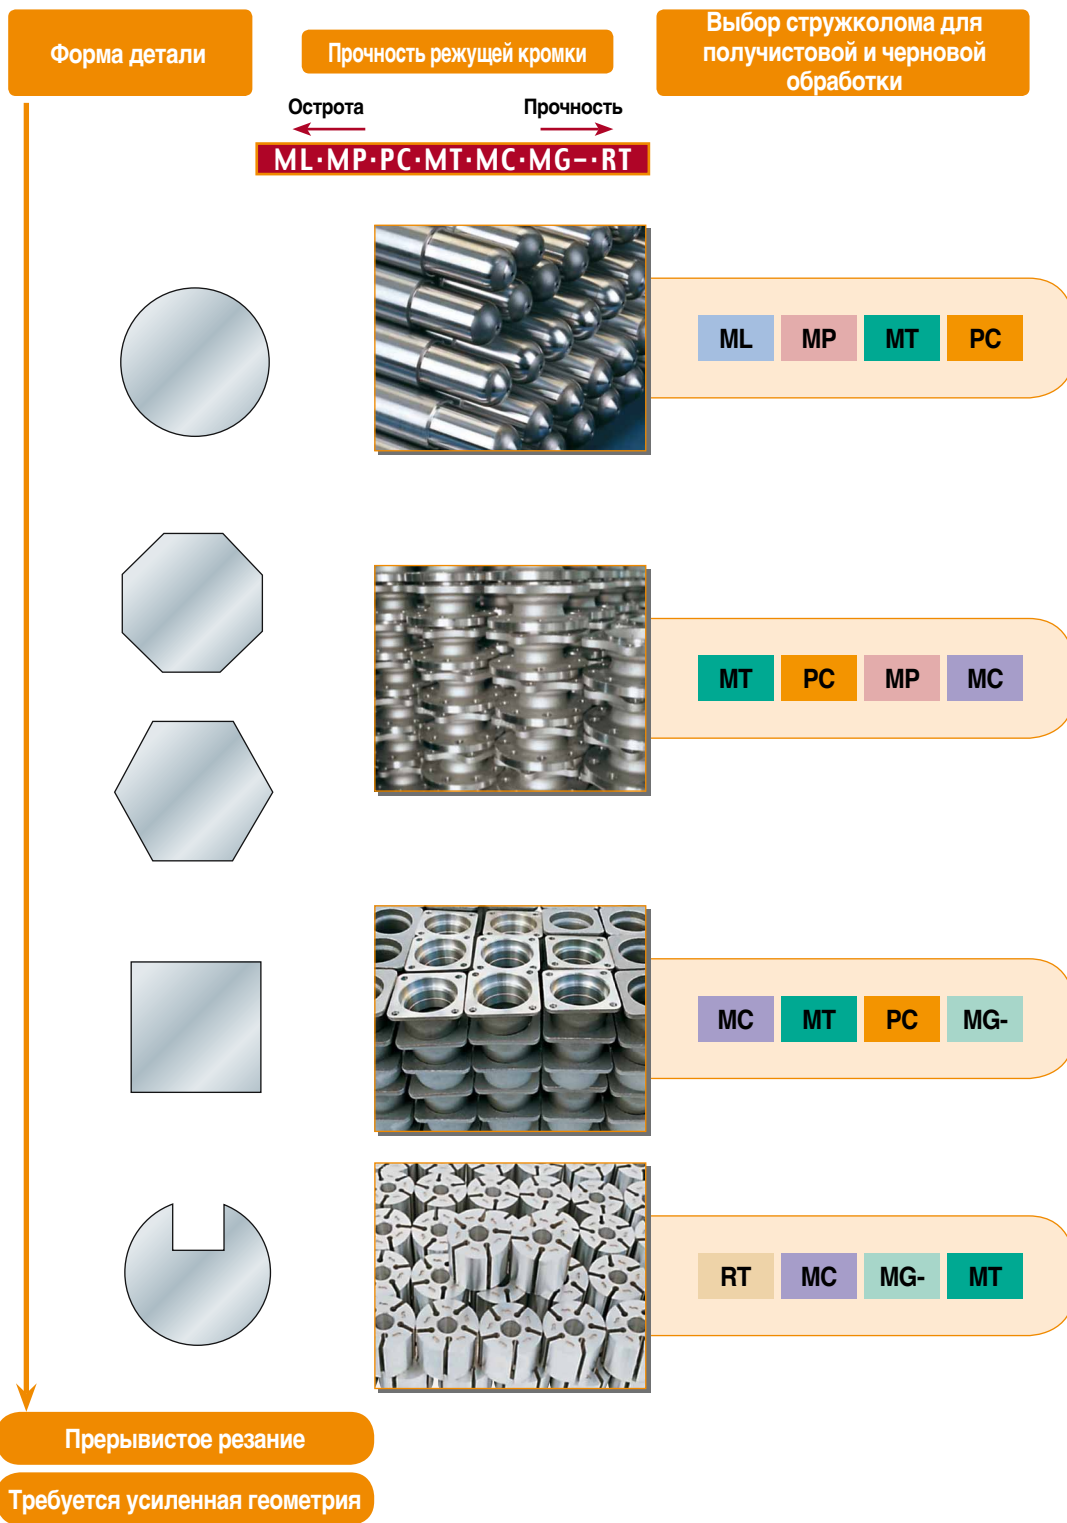 Форма детали
Прочность режущей кромки
Выбор стружколома для
получистовой и черновой
обработки
Острота
Прочность
ML·MP·PC·MT·MC·MG-·RT
ML MP MT PC
MT PC MP MC
MC MT PC MG-
RT MC MG- MT
Прерывистое резание
Требуется усиленная геометрия